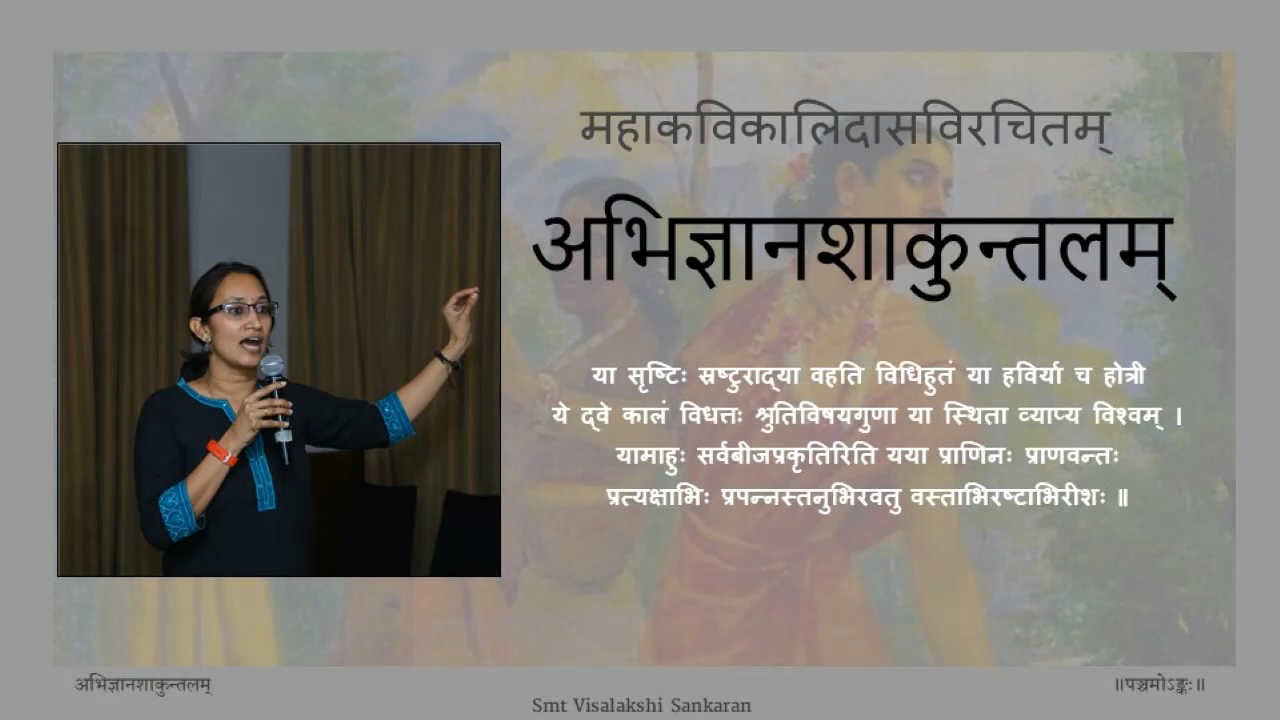 महाकविकालिदासविरचितम्
अभिज्ञानशाकुन्तलम्
या सृष्टिः स्रष्टुराद्या वहति विधिहुतं या हविर्या च होत्री
ये द्वे कालं विधत्तः श्रुतिविषयगुणा या स्थिता व्याप्य विश्वम् ।
यामाहुः सर्वबीजप्रकृतिरिति यया प्राणिनः प्राणवन्तः
प्रत्यक्षाभिः प्रपन्नस्तनुभिरवतु वस्ताभिरष्टाभिरीशः ॥
अभिज्ञानशाकुन्तलम्
॥पञ्चमोऽङ्कः॥
Smt Visalakshi Sankaran